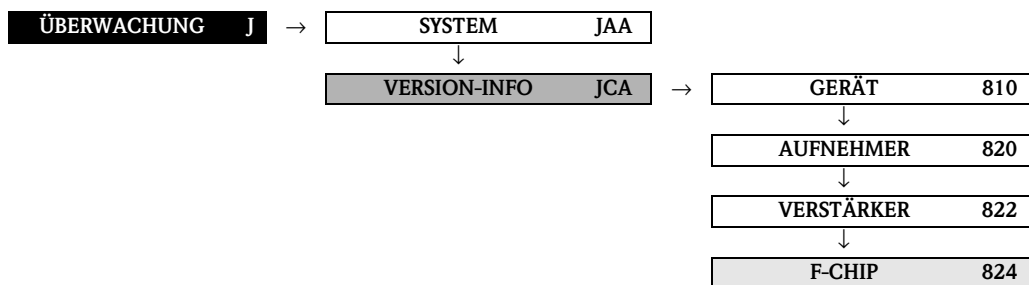 ÜBERWACHUNG J → SYSTEM JAA
↓
VERSION-INFO JCA → GERÄT 810
↓
AUFNEHMER 820
↓
VERSTÄRKER 822
↓
F-CHIP 824